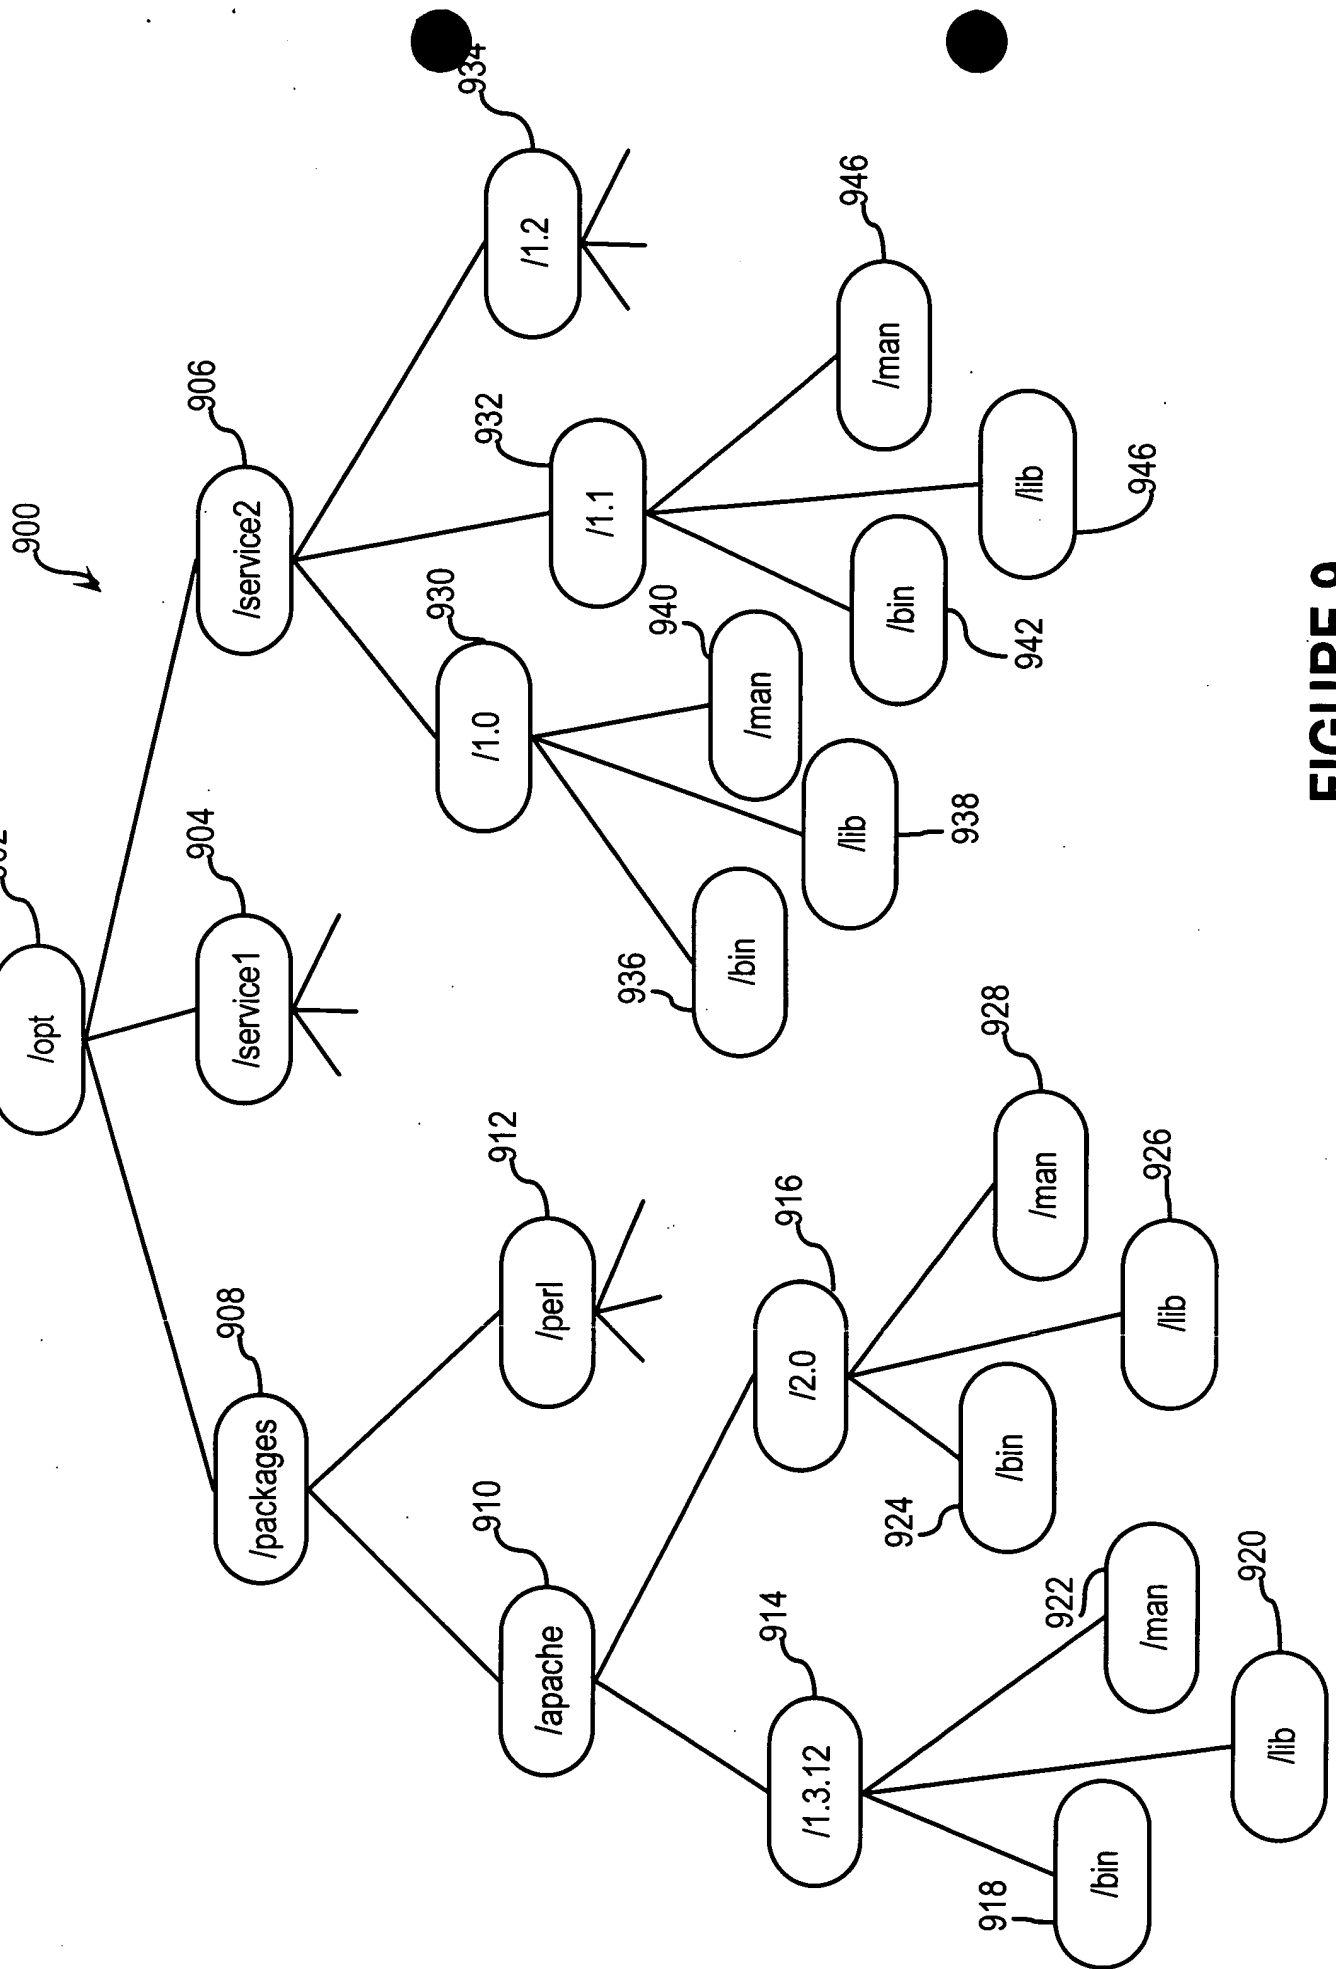 900
/opt
/packages
908
/service1
904
/service2
906
/apache
910
/perl
912
/1.0
930
/1.1
932
/1.2
934
/1.3.12
914
/2.0
916
/bin
936
/lib
938
/man
940
/bin
942
/lib
946
/man
946
/bin
918
/lib
920
/man
922
/bin
924
/lib
926
/man
928
FIGURE 9